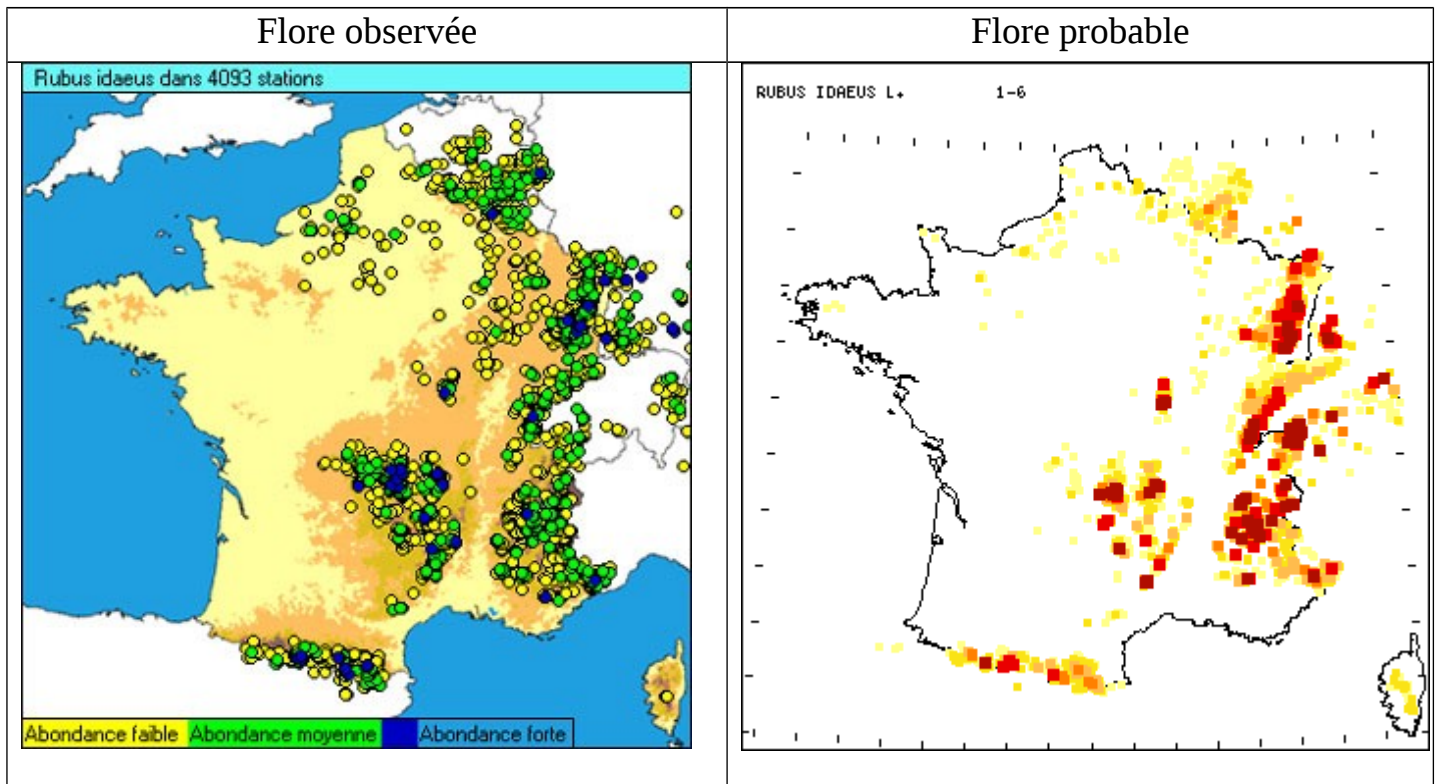 Flore observée
Flore probable
Rubus idaeus dans 4093 stations
RUBUS IDAEUS L. 1-6
Abondance faible Abondance moyenne Abondance forte